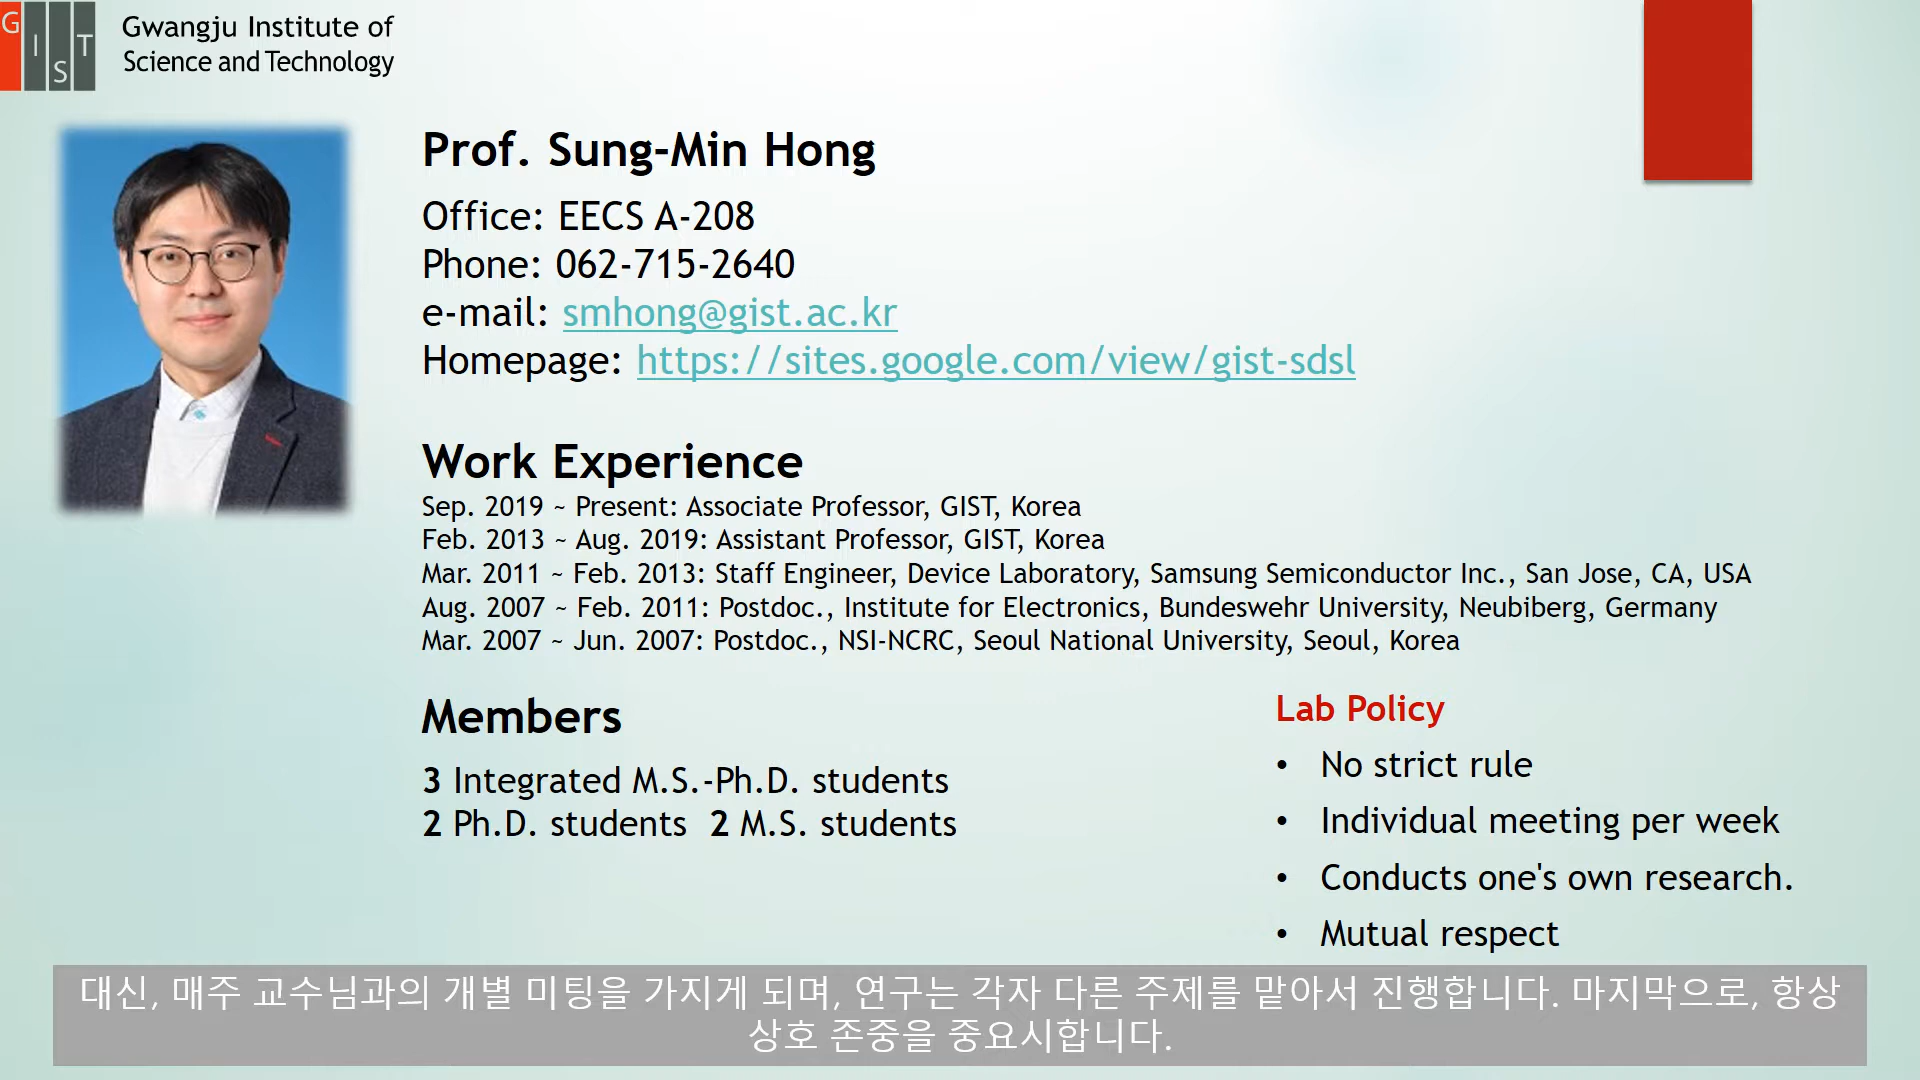 GIST
Gwangju Institute of
Science and Technology
Prof. Sung-Min Hong
Office: EECS A-208
Phone: 062-715-2640
e-mail: smhong@gist.ac.kr
Homepage: https://sites.google.com/view/gist-sdsl
Work Experience
Sep. 2019 ~ Present: Associate Professor, GIST, Korea
Feb. 2013 ~ Aug. 2019: Assistant Professor, GIST, Korea
Mar. 2011 ~ Feb. 2013: Staff Engineer, Device Laboratory, Samsung Semiconductor Inc., San Jose, CA, USA
Aug. 2007 ~ Feb. 2011: Postdoc., Institute for Electronics, Bundeswehr University, Neubiberg, Germany
Mar. 2007 ~ Jun. 2007: Postdoc., NSI-NCRC, Seoul National University, Seoul, Korea
Members
3 Integrated M.S.-Ph.D. students
2 Ph.D. students 2 M.S. students
Lab Policy
• No strict rule
• Individual meeting per week
• Conducts one's own research.
• Mutual respect
대신, 매주 교수님과의 개별 미팅을 가지게 되며, 연구는 각자 다른 주제를 맡아서 진행합니다. 마지막으로, 항상
상호 존중을 중요시합니다.